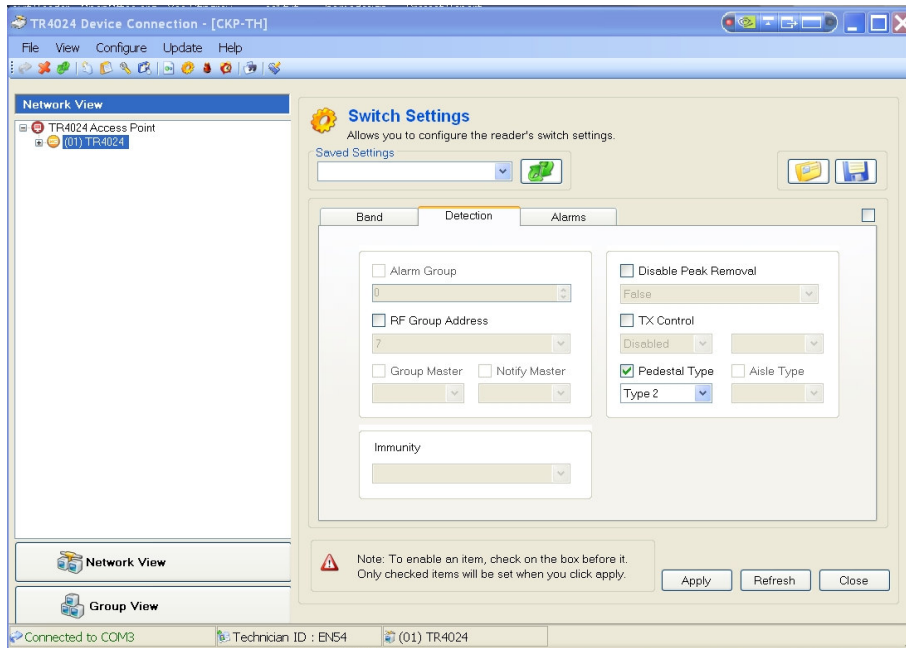 TR4024 Device Connection - [CKP-TH]
File View Configure Update Help
Network View
TR4024 Access Point
(01) TR4024
Switch Settings
Allows you to configure the reader's switch settings.
Saved Settings
Band Detection Alarms
Alarm Group
0
RF Group Address
7
Group Master Notify Master
Immunity
Disable Peak Removal
False
TX Control
Disabled
Pedestal Type Aisle Type
Type 2
Note: To enable an item, check on the box before it.
Only checked items will be set when you click apply.
Apply Refresh Close
Network View
Group View
Connected to COM3 Technician ID : EN54 (01) TR4024